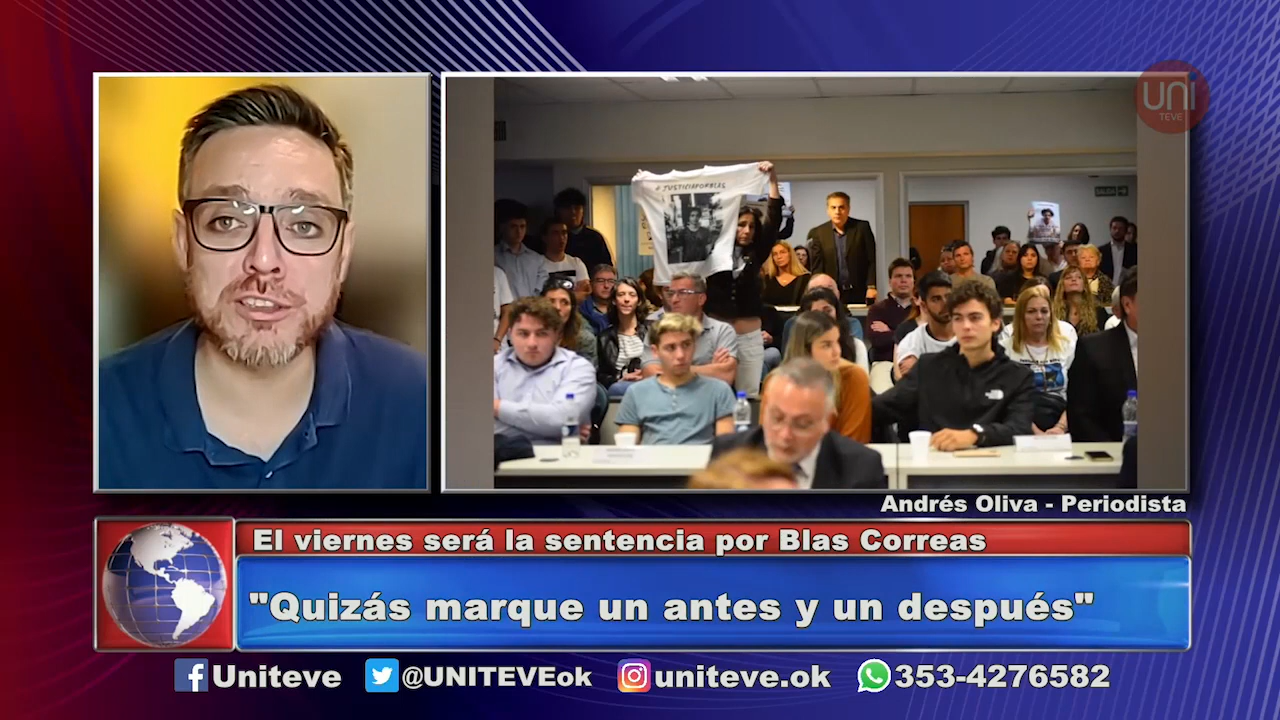 UNI
TEVE
#JUSTICIAPORBLAS
SALIDA
Andrés Oliva - Periodista
El viernes será la sentencia por Blas Correas
"Quizás marque un antes y un después"
Uniteve
@UNITEVEok
uniteve.ok
353-4276582